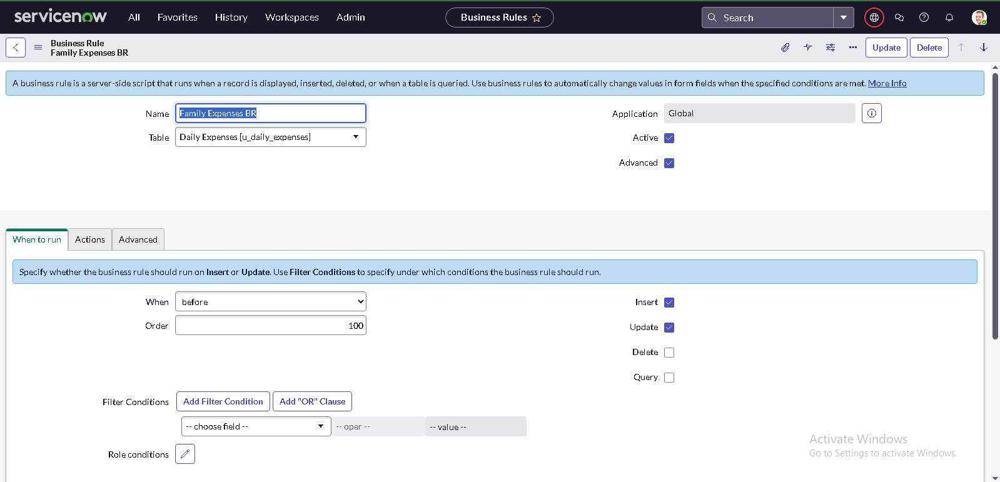 servicenow
All Favorites History Workspaces Admin
Business Rules
Search
Business Rule
Family Expenses BR
Update Delete
A business rule is a server-side script that runs when a record is displayed, inserted, deleted, or when a table is queried. Use business rules to automatically change values in form fields when the specified conditions are met. More Info
Name Family Expenses BR
Application Global
Table Daily Expenses [u_daily_expenses]
Active
Advanced
When to run Actions Advanced
Specify whether the business rule should run on Insert or Update. Use Filter Conditions to specify under which conditions the business rule should run.
When before
Insert
Order 100
Update
Delete
Query
Filter Conditions Add Filter Condition Add "OR" Clause
-- choose field -- -- oper -- -- value --
Role conditions
Activate Windows
Go to Settings to activate Windows.